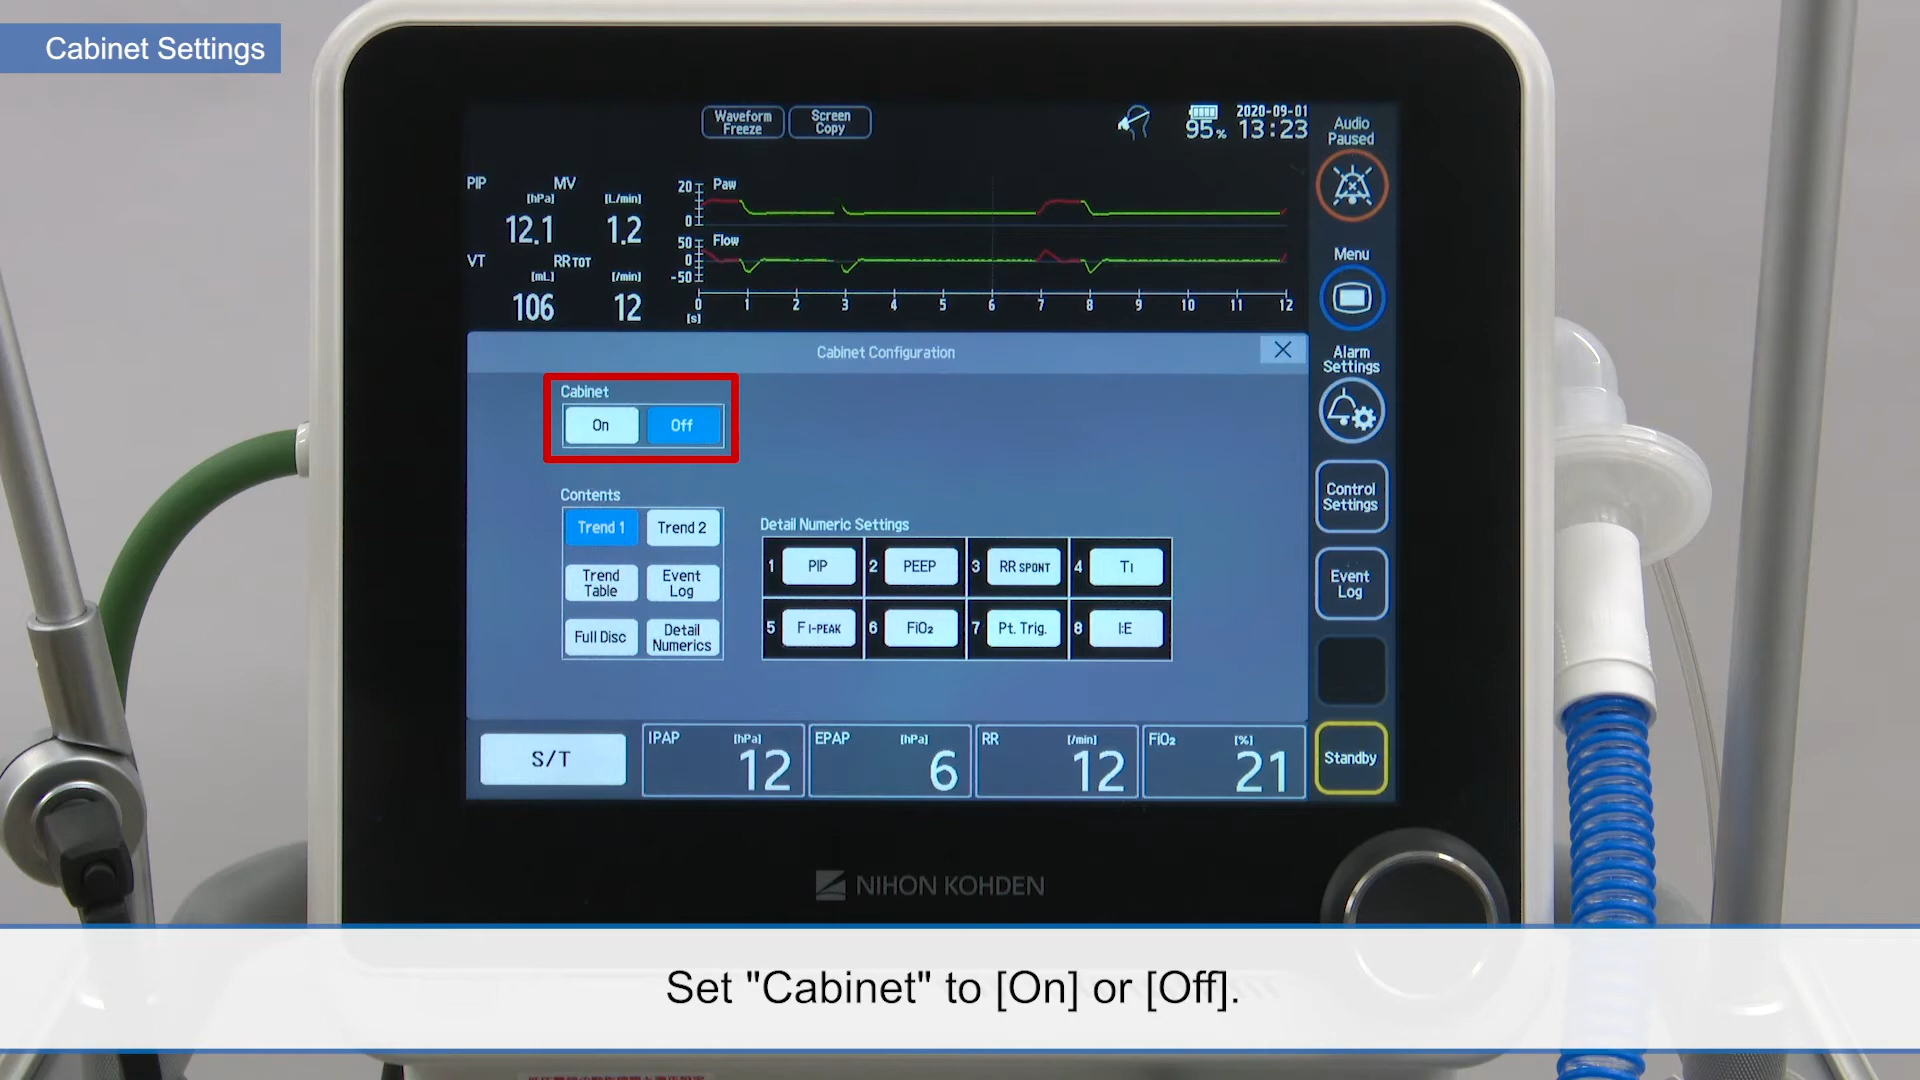 Cabinet Settings
Waveform
Freeze
Screen
Copy
95%
2020-09-01
13:23
Audio
Paused
PIP
[hPa]
12.1
MV
[L/min]
1.2
VT
[mL]
106
RR TOT
[/min]
12
20
0
Paw
50
0
-50
Flow
0 1 2 3 4 5 6 7 8 9 10 11 12
[s]
Menu
Alarm
Settings
Control
Settings
Event
Log
Standby
Cabinet Configuration
Cabinet
On Off
Contents
Trend 1 Trend 2
Trend
Table
Event
Log
Full Disc
Detail
Numerics
Detail Numeric Settings
1 PIP 2 PEEP 3 RR SPONT 4 TI
5 F I-PEAK 6 FiO2 7 Pt. Trig. 8 I:E
S/T
IPAP [hPa]
12
EPAP [hPa]
6
RR [/min]
12
FiO2 [%]
21
NIHON KOHDEN
Set "Cabinet" to [On] or [Off].